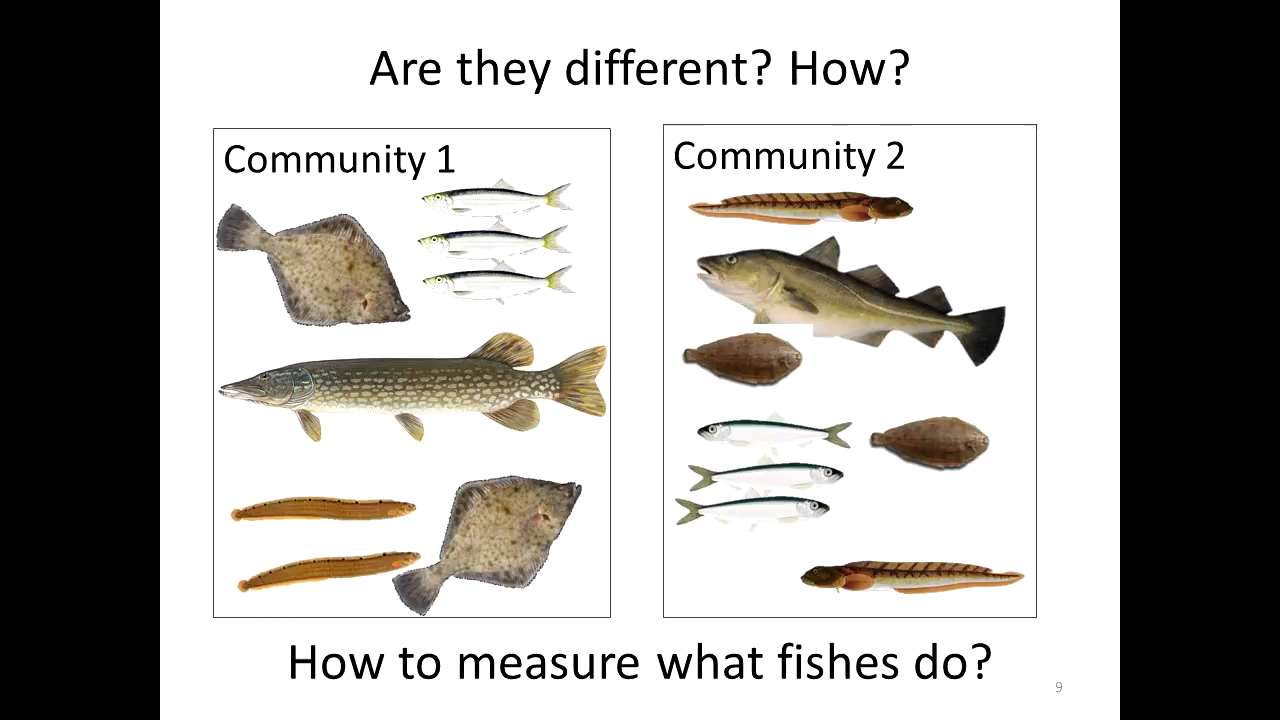 Are they different? How?
Community 1
Community 2
How to measure what fishes do?
9